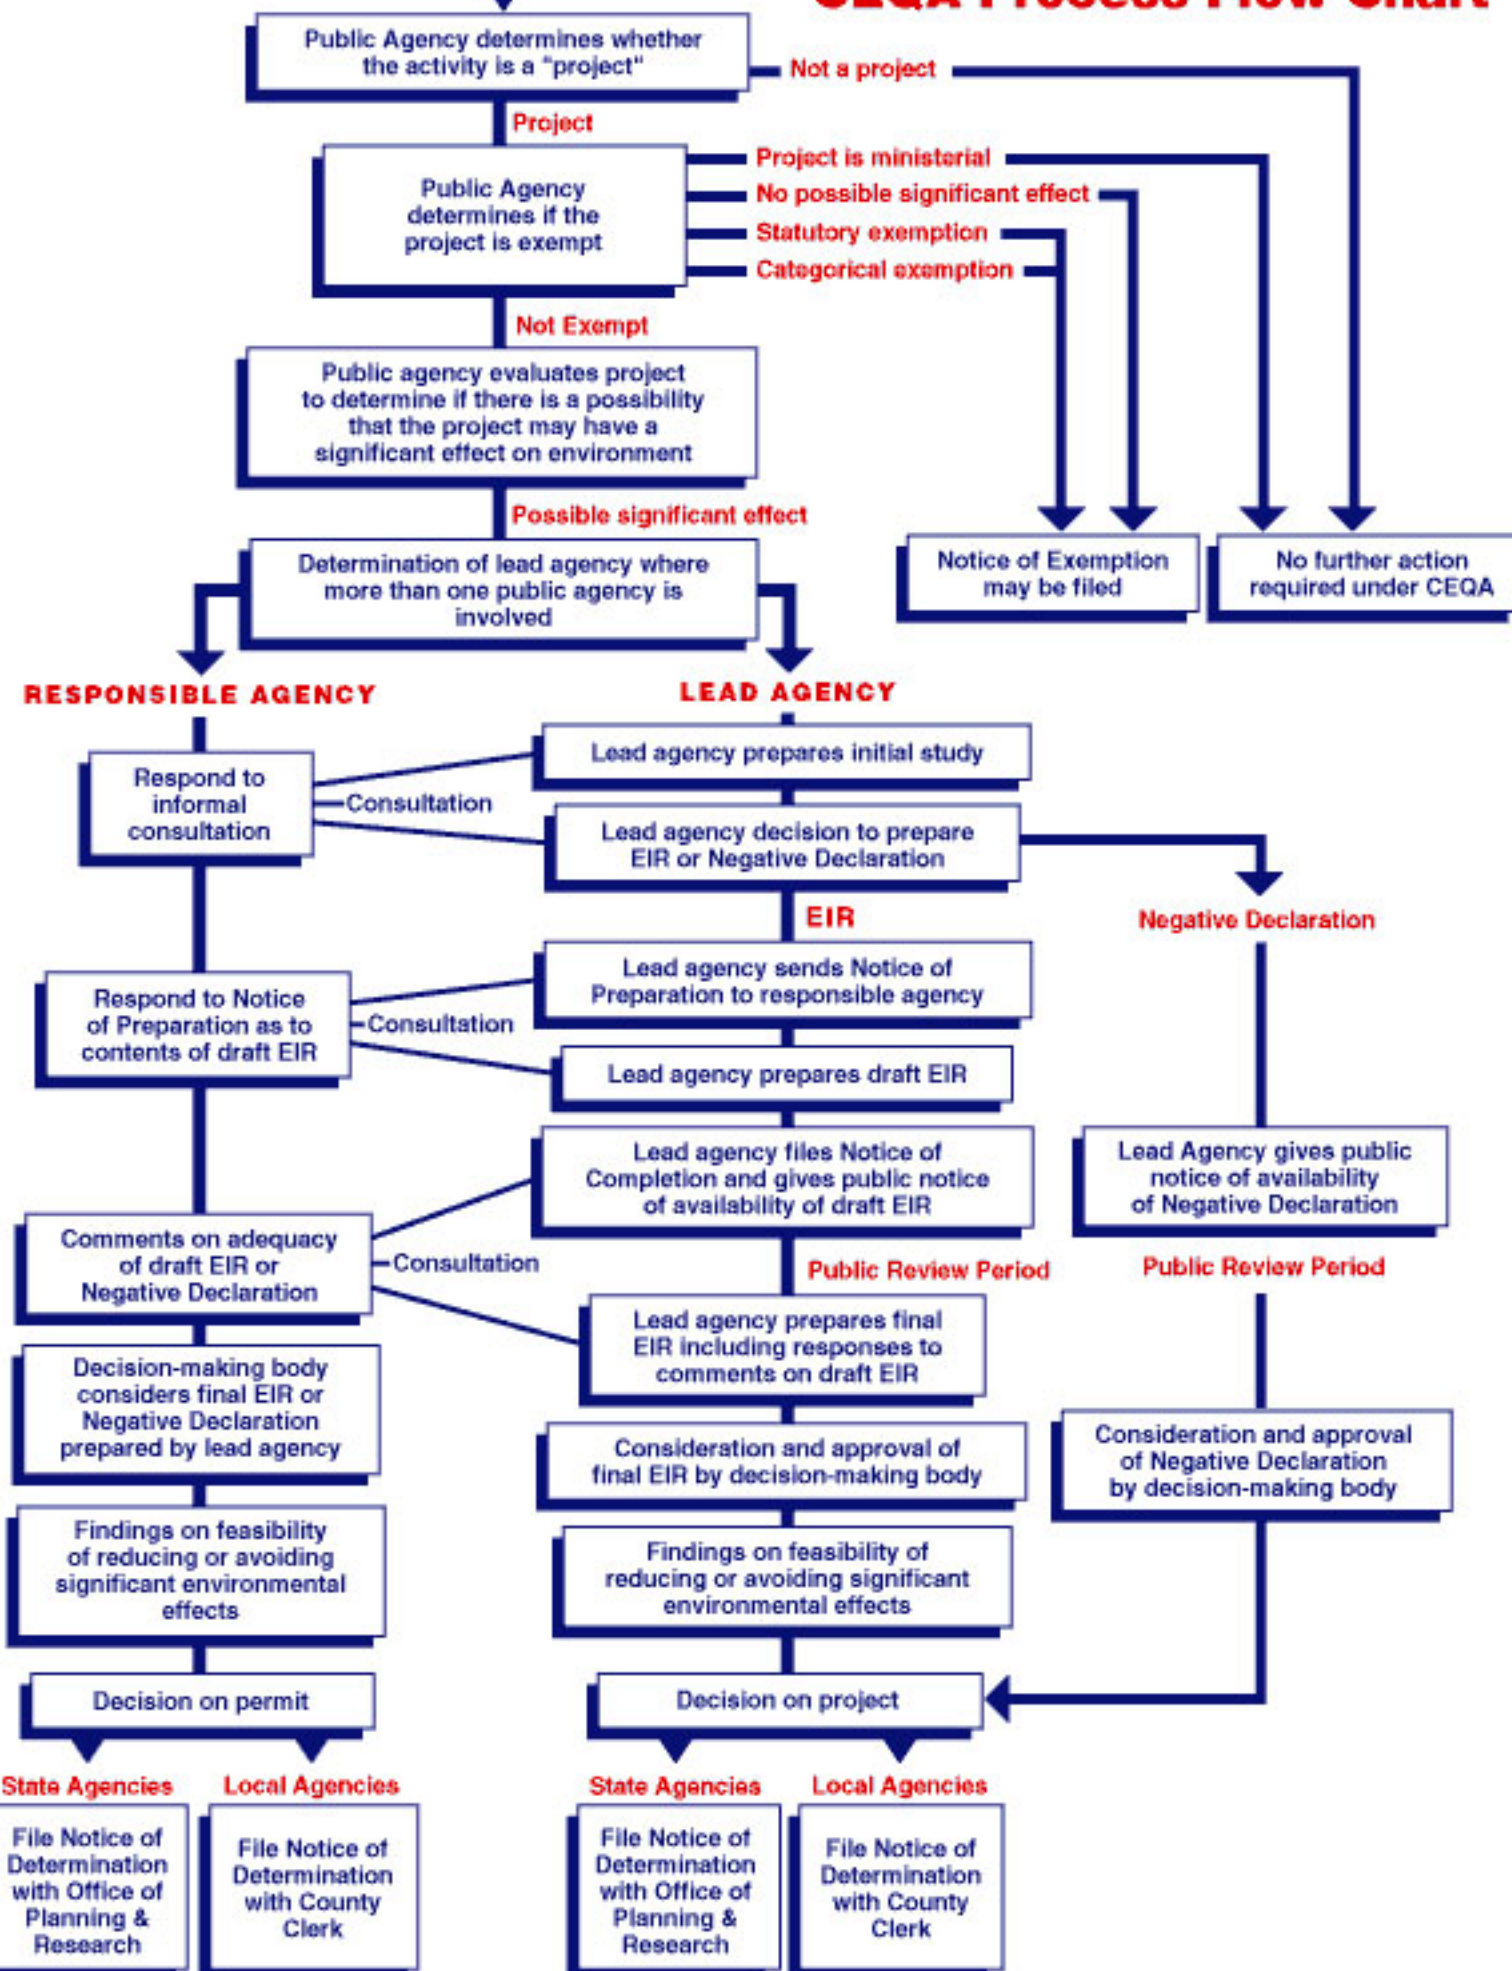 CEQA Process Flow Chart
Public Agency determines whether
the activity is a "project"
Not a project
Project
Project is ministerial
No possible significant effect
Statutory exemption
Categorical exemption
Public Agency
determines if the
project is exempt
Not Exempt
Public agency evaluates project
to determine if there is a possibility
that the project may have a
significant effect on environment
Possible significant effect
Determination of lead agency where
more than one public agency is
involved
Notice of Exemption
may be filed
No further action
required under CEQA
RESPONSIBLE AGENCY
LEAD AGENCY
Respond to
informal
consultation
Consultation
Lead agency prepares initial study
Lead agency decision to prepare
EIR or Negative Declaration
EIR
Negative Declaration
Respond to Notice
of Preparation as to
contents of draft EIR
Consultation
Lead agency sends Notice of
Preparation to responsible agency
Lead agency prepares draft EIR
Lead agency files Notice of
Completion and gives public notice
of availability of draft EIR
Lead Agency gives public
notice of availability
of Negative Declaration
Comments on adequacy
of draft EIR or
Negative Declaration
Consultation
Public Review Period
Public Review Period
Lead agency prepares final
EIR including responses to
comments on draft EIR
Decision-making body
considers final EIR or
Negative Declaration
prepared by lead agency
Consideration and approval of
final EIR by decision-making body
Consideration and approval
of Negative Declaration
by decision-making body
Findings on feasibility
of reducing or avoiding
significant environmental
effects
Findings on feasibility of
reducing or avoiding significant
environmental effects
Decision on permit
Decision on project
State Agencies
Local Agencies
State Agencies
Local Agencies
File Notice of
Determination
with Office of
Planning &
Research
File Notice of
Determination
with County
Clerk
File Notice of
Determination
with Office of
Planning &
Research
File Notice of
Determination
with County
Clerk